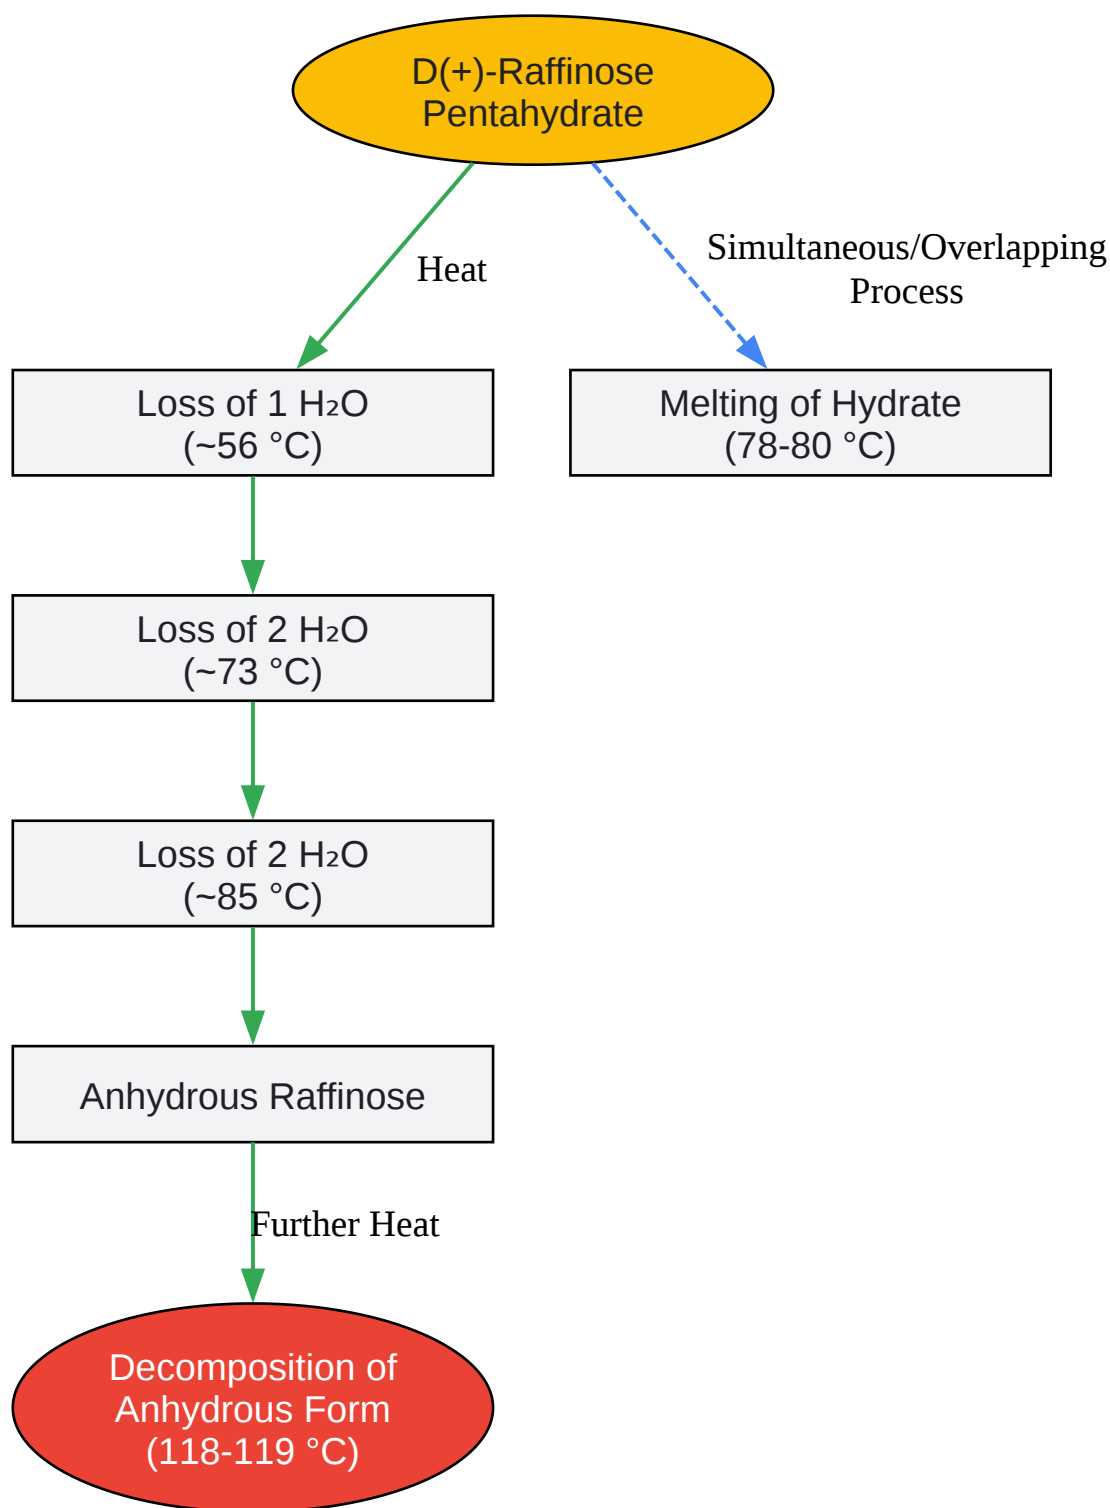 D(+)-Raffinose
Pentahydrate
Heat
Simultaneous/Overlapping
Process
Loss of 1 H₂O
(~56 °C)
Melting of Hydrate
(78-80 °C)
Loss of 2 H₂O
(~73 °C)
Loss of 2 H₂O
(~85 °C)
Anhydrous Raffinose
Further Heat
Decomposition of
Anhydrous Form
(118-119 °C)